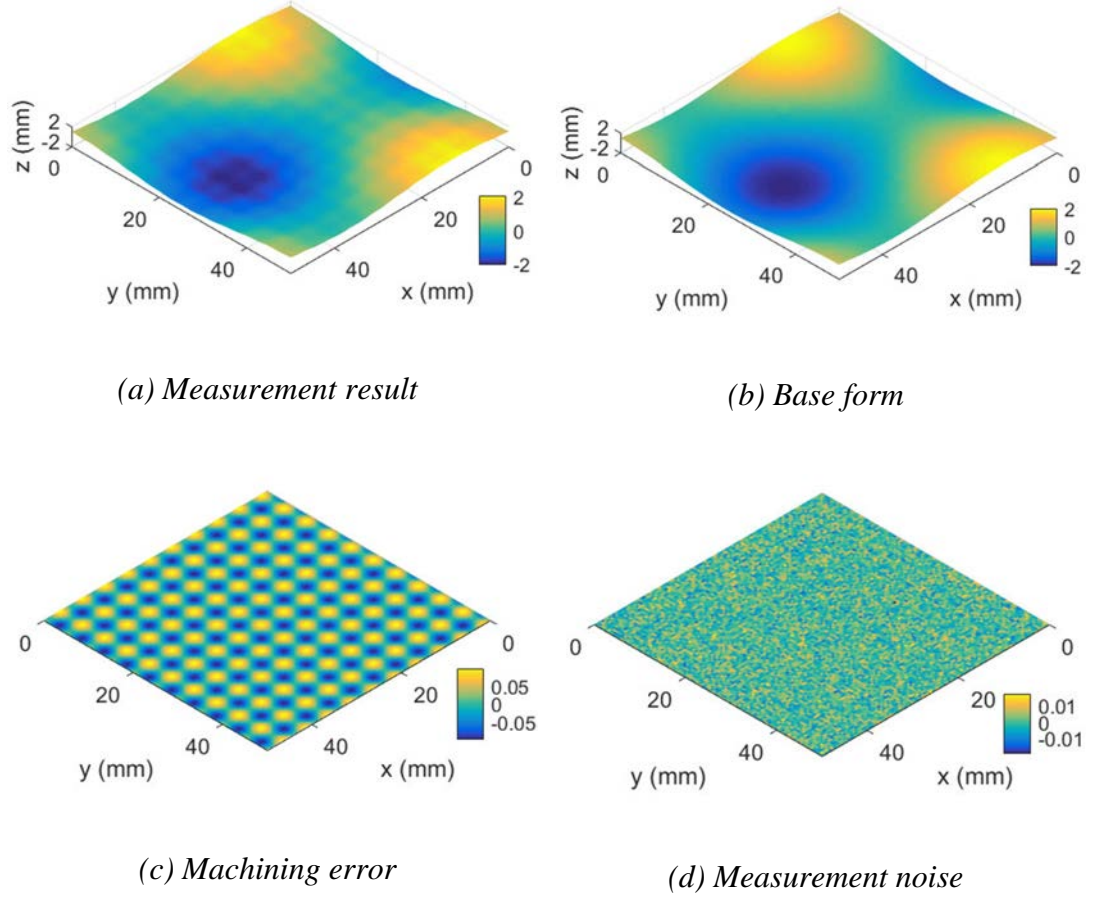 z (mm)
2
-2
0
20
40
y (mm)
0
20
40
x (mm)
2
0
-2
(a) Measurement result
z (mm)
2
-2
0
20
40
y (mm)
0
20
40
x (mm)
2
0
-2
(b) Base form
0
20
40
y (mm)
0
20
40
x (mm)
0.05
0
-0.05
(c) Machining error
0
20
40
y (mm)
0
20
40
x (mm)
0.01
0
-0.01
(d) Measurement noise